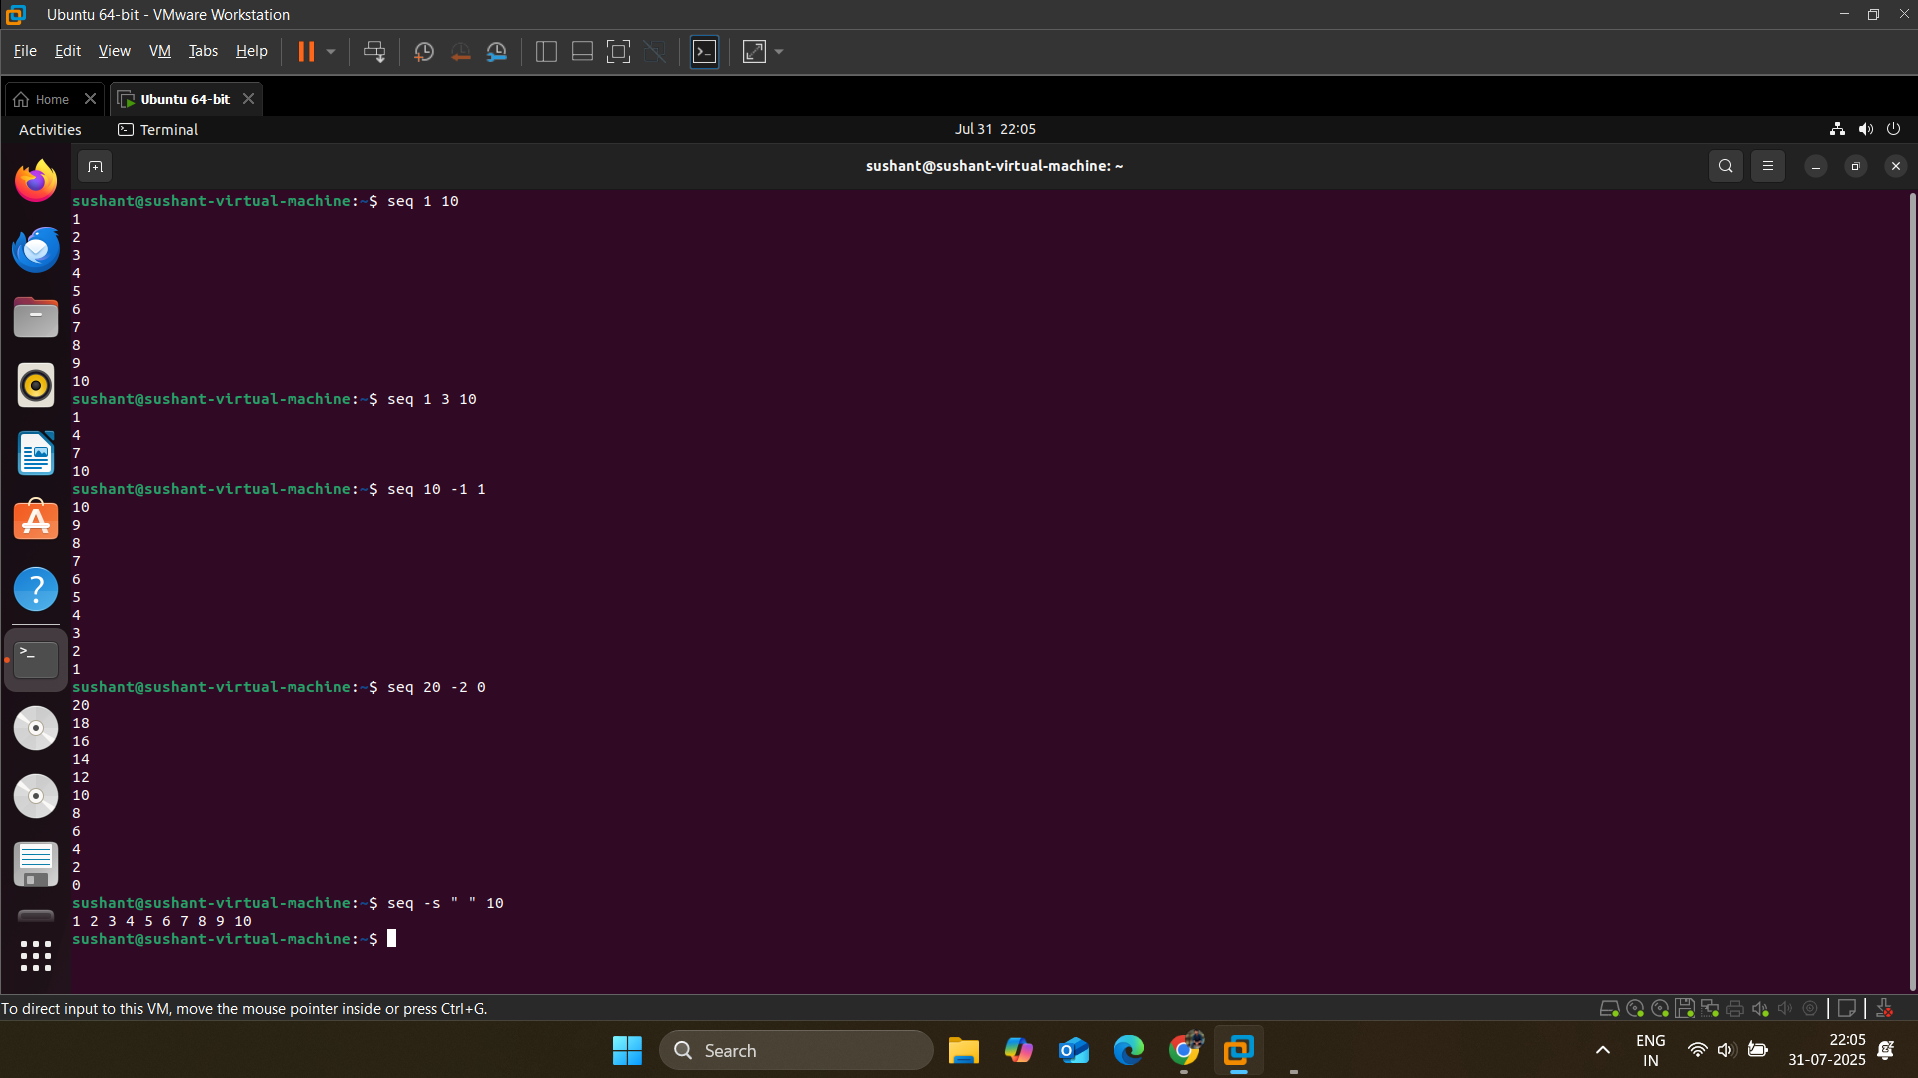 Ubuntu 64-bit - VMware Workstation
File Edit View VM Tabs Help
Home Ubuntu 64-bit
Activities Terminal Jul 31 22:05
sushant@sushant-virtual-machine: ~
sushant@sushant-virtual-machine:~$ seq 1 10
1
2
3
4
5
6
7
8
9
10
sushant@sushant-virtual-machine:~$ seq 1 3 10
1
4
7
10
sushant@sushant-virtual-machine:~$ seq 10 -1 1
10
9
8
7
6
5
4
3
2
1
sushant@sushant-virtual-machine:~$ seq 20 -2 0
20
18
16
14
12
10
8
6
4
2
0
sushant@sushant-virtual-machine:~$ seq -s " " 10
1 2 3 4 5 6 7 8 9 10
sushant@sushant-virtual-machine:~$
To direct input to this VM, move the mouse pointer inside or press Ctrl+G.
Search
ENG
IN
22:05
31-07-2025